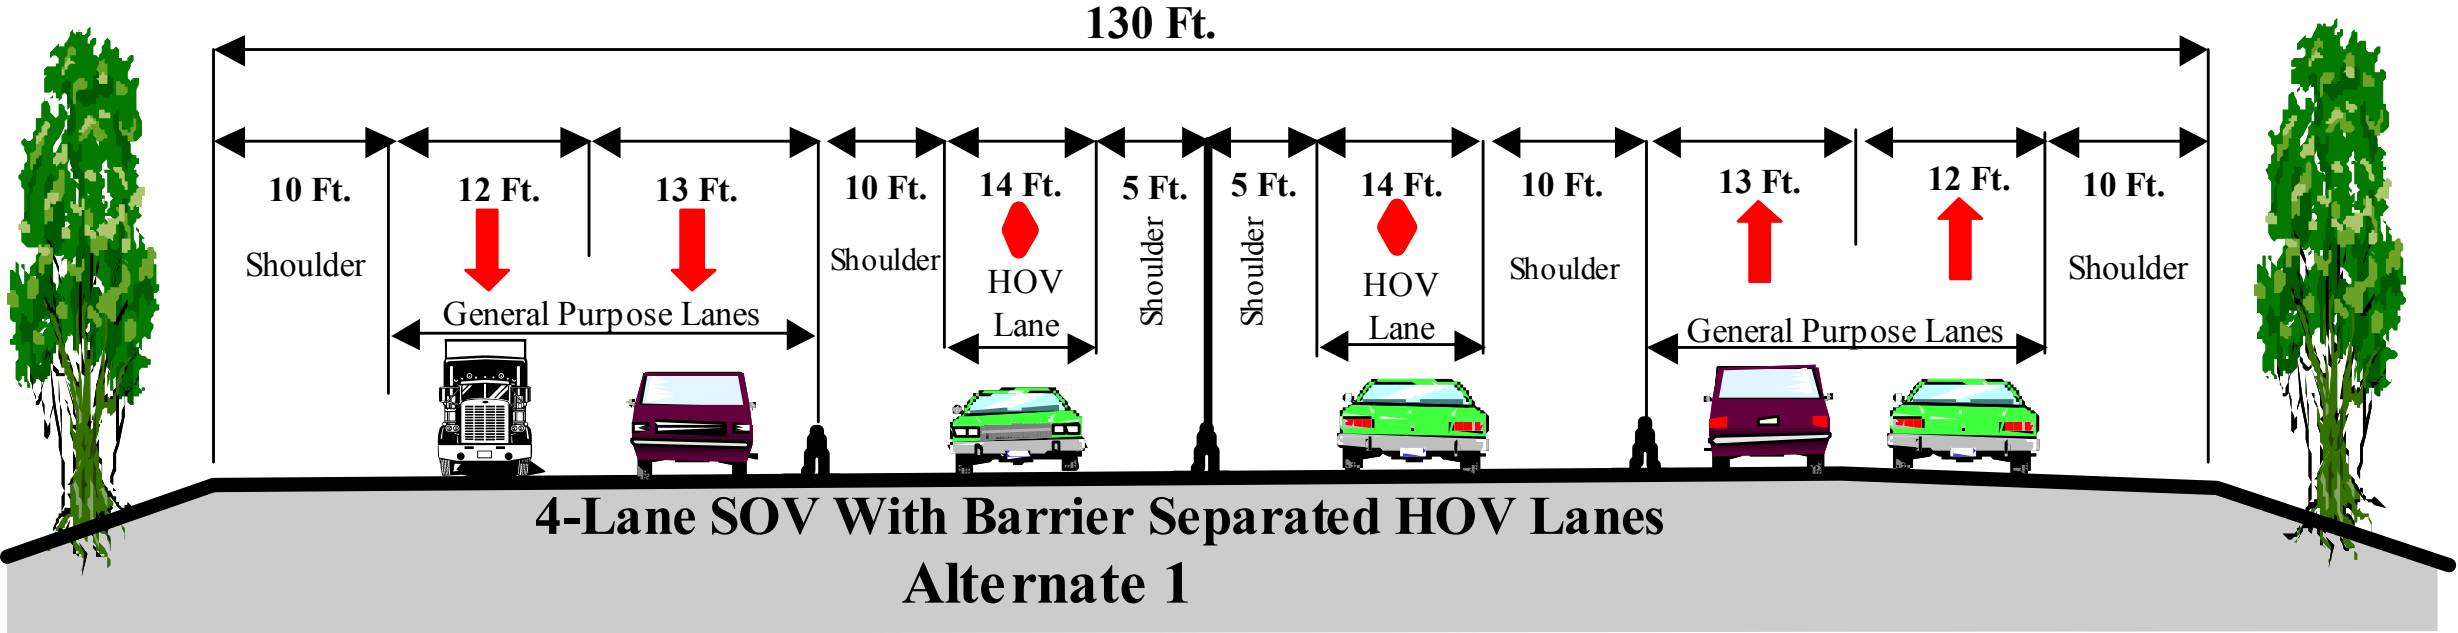 130 Ft.
10 Ft. 12 Ft. 13 Ft. 10 Ft. 14 Ft. 5 Ft. 5 Ft. 14 Ft. 10 Ft. 13 Ft. 12 Ft. 10 Ft.
Shoulder
General Purpose Lanes
Shoulder
HOV
Lane
Shoulder
Shoulder
HOV
Lane
Shoulder
General Purpose Lanes
Shoulder
4-Lane SOV With Barrier Separated HOV Lanes
Alternate 1